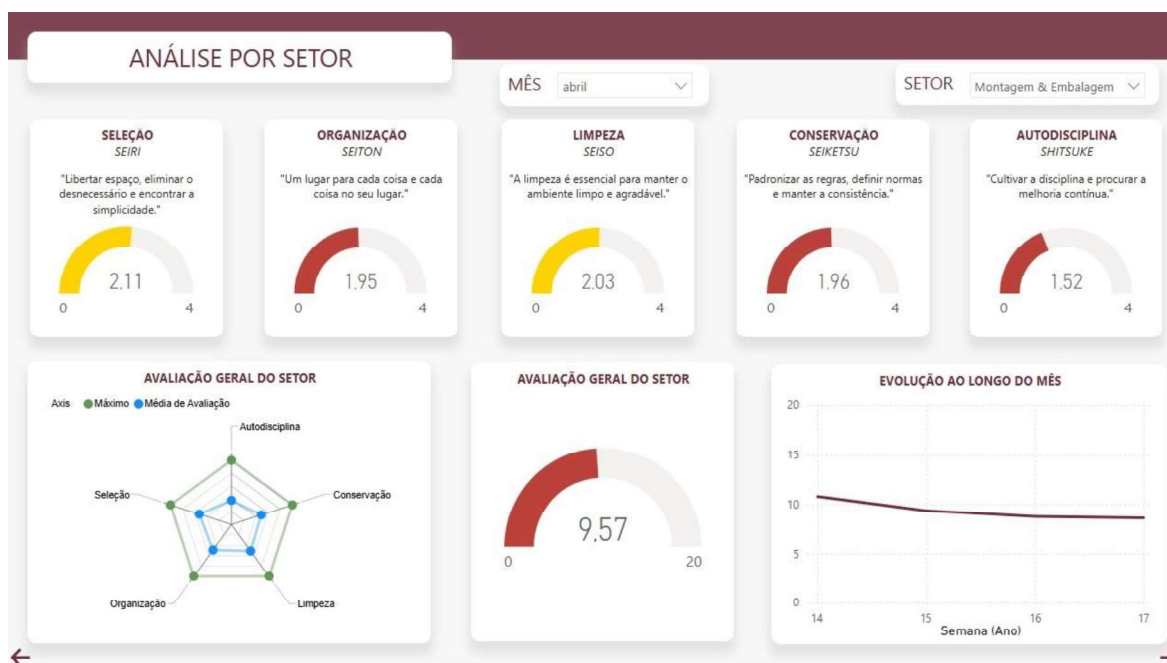 ANÁLISE POR SETOR
MÊS abril
SETOR Montagem & Embalagem
SELEÇÃO
SEIRI
"Libertar espaço, eliminar o
desnecessário e encontrar a
simplicidade."
2,11
0 4
ORGANIZAÇÃO
SEITON
"Um lugar para cada coisa e cada
coisa no seu lugar."
1,95
0 4
LIMPEZA
SEISO
"A limpeza é essencial para manter o
ambiente limpo e agradável."
2,03
0 4
CONSERVAÇÃO
SEIKETSU
"Padronizar as regras, definir normas
e manter a consistência."
1,96
0 4
AUTODISCIPLINA
SHITSUKE
"Cultivar a disciplina e procurar a
melhoria contínua."
1,52
0 4
AVALIAÇÃO GERAL DO SETOR
Axis Máximo Média de Avaliação
Autodisciplina
Seleção
Conservação
Organização
Limpeza
AVALIAÇÃO GERAL DO SETOR
9,57
0 20
EVOLUÇÃO AO LONGO DO MÊS
20
15
10
5
0
14 15 16 17
Semana (Ano)